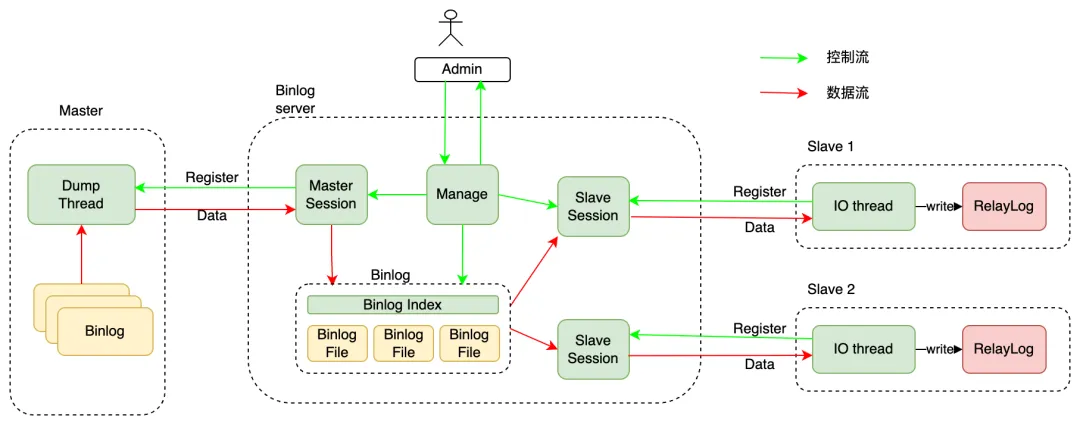 Admin
控制流
数据流
Binlog
server
Master
Slave 1
Dump
Thread
Register
Data
Master
Session
Manage
Slave
Session
Register
Data
IO thread
write
RelayLog
Binlog
Binlog Index
Binlog
File
Binlog
File
Binlog
File
Binlog
Slave 2
Slave
Session
Register
Data
IO thread
write
RelayLog